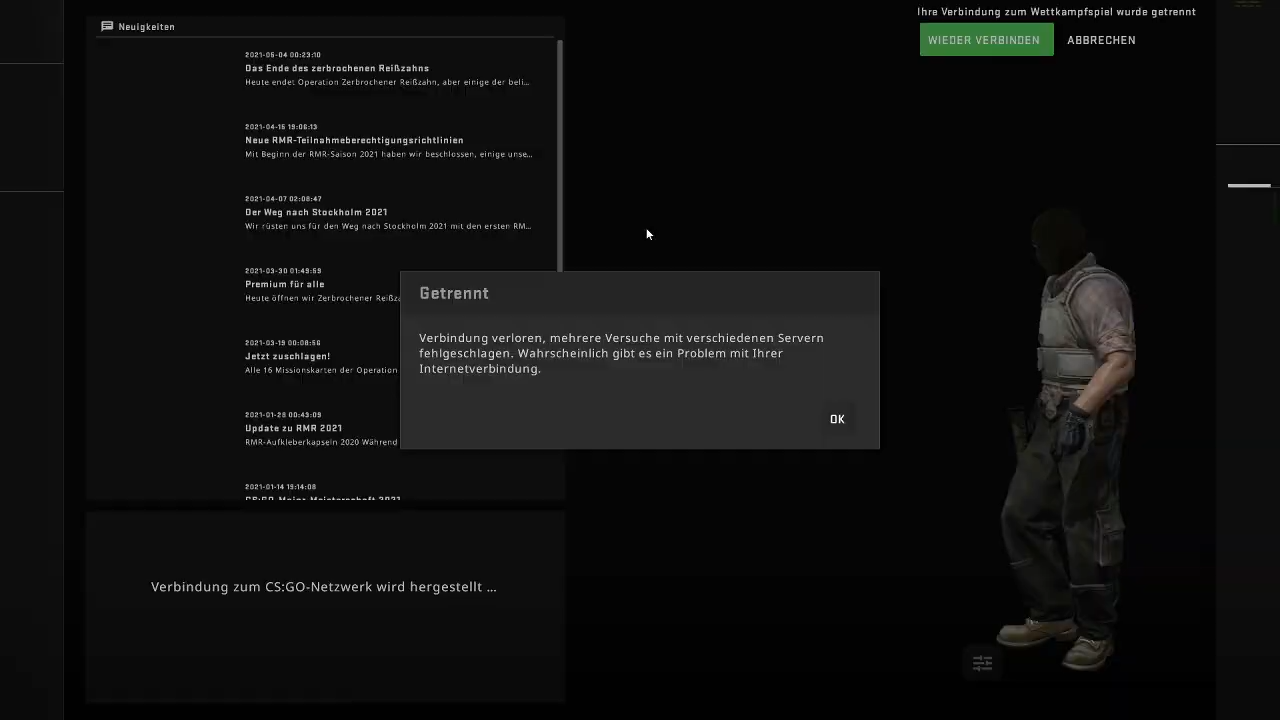 Ihre Verbindung zum Wettkampfspiel wurde getrennt
WIEDER VERBINDEN
ABBRECHEN
Neuigkeiten
2021-05-04 00:23:10
Das Ende des zerbrochenen Reißzahns
Heute endet Operation Zerbrochener Reißzahn, aber einige der beli...
2021-04-15 19:06:13
Neue RMR-Teilnahmeberechtigungsrichtlinien
Mit Beginn der RMR-Saison 2021 haben wir beschlossen, einige unse...
2021-04-07 02:08:47
Der Weg nach Stockholm 2021
Wir rüsten uns für den Weg nach Stockholm 2021 mit den ersten RM...
2021-03-30 01:49:59
Premium für alle
Heute öffnen wir Zerbrochener Reißza
2021-03-19 00:08:56
Jetzt zuschlagen!
Alle 16 Missionskarten der Operation
2021-01-28 00:43:09
Update zu RMR 2021
RMR-Aufkleberkapseln 2020 Während
2021-01-14 19:14:08
CS:GO-Major-Meisterschaft 2021
Getrennt
Verbindung verloren, mehrere Versuche mit verschiedenen Servern
fehlgeschlagen. Wahrscheinlich gibt es ein Problem mit Ihrer
Internetverbindung.
OK
Verbindung zum CS:GO-Netzwerk wird hergestellt ...